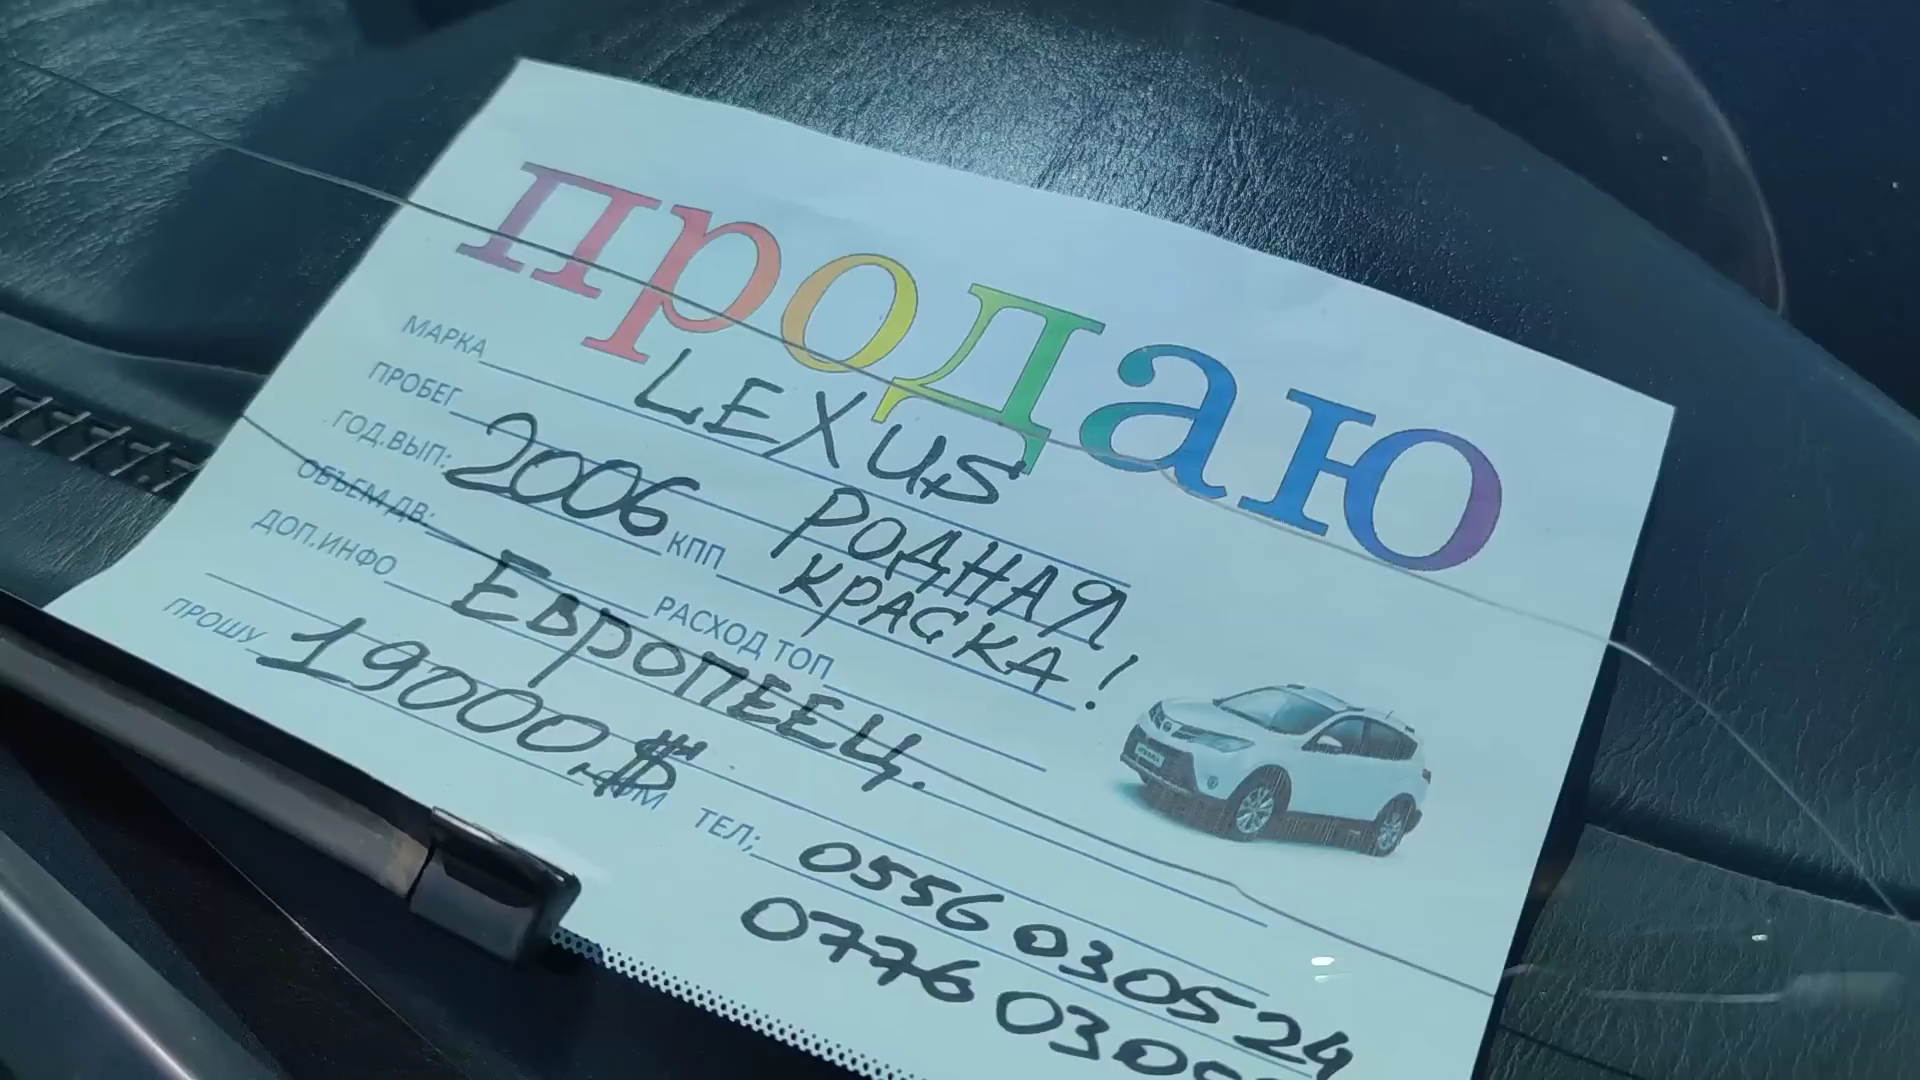 продаю
МАРКА LEXUS
ПРОБЕГ РОДНАЯ
ГОД.ВЫП: 2006 КПП КРАСКА!
ОБЪЕМ ДВ: РАСХОД ТОП
ДОП.ИНФО ЕВРОПЕЕЦ.
ПРОШУ 19000,$ СОМ ТЕЛ; 0556 030524
0776 030